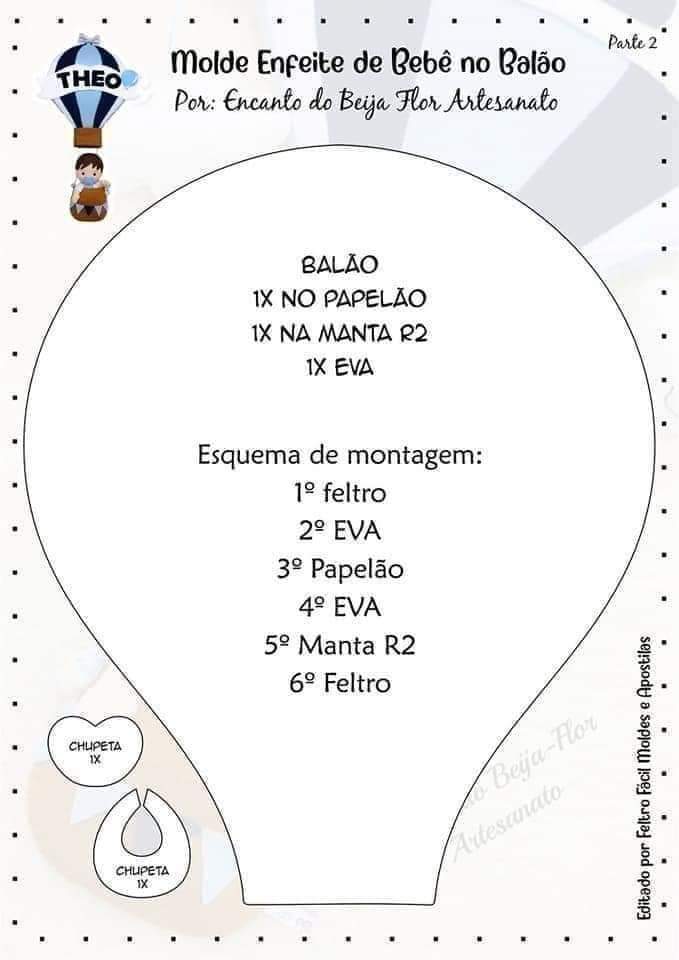 Parte 2
Molde Enfeite de Bebê no Balão
Por: Encanto do Beija Flor Artesanato
THEO
BALÃO
1X NO PAPELÃO
1X NA MANTA R2
1X EVA
Esquema de montagem:
1º feltro
2º EVA
3º Papelão
4º EVA
5º Manta R2
6º Feltro
CHUPETA
1X
CHUPETA
1X
Beija-Flor
Artesanato
Editado por Feltro Fácil Moldes e Apostilas